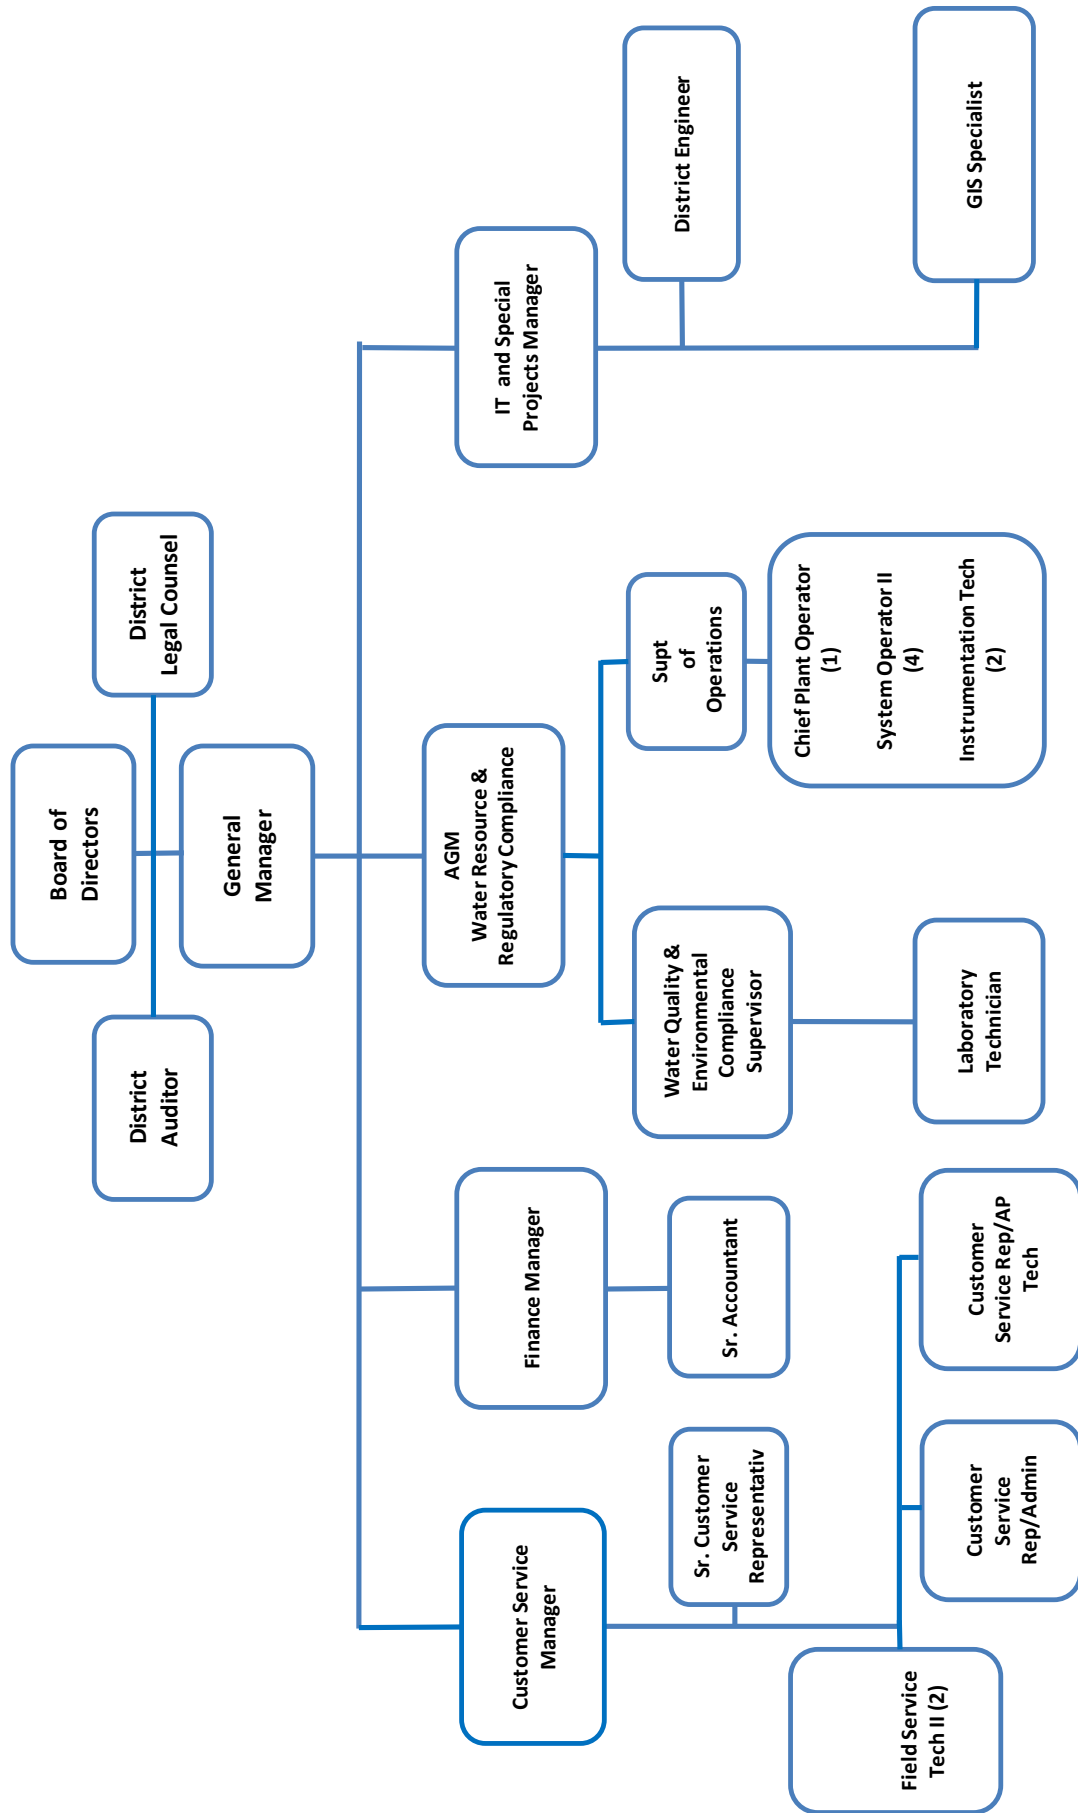 Board of
Directors
District
Auditor
District
Legal Counsel
General
Manager
Customer Service
Manager
Finance Manager
AGM
Water Resource &
Regulatory Compliance
IT and Special
Projects Manager
Sr. Customer
Service
Representativ
Sr. Accountant
Water Quality &
Environmental
Compliance
Supervisor
Supt
of
Operations
District Engineer
Field Service
Tech II (2)
Customer
Service
Rep/Admin
Customer
Service Rep/AP
Tech
Laboratory
Technician
Chief Plant Operator
(1)
System Operator II
(4)
Instrumentation Tech
(2)
GIS Specialist